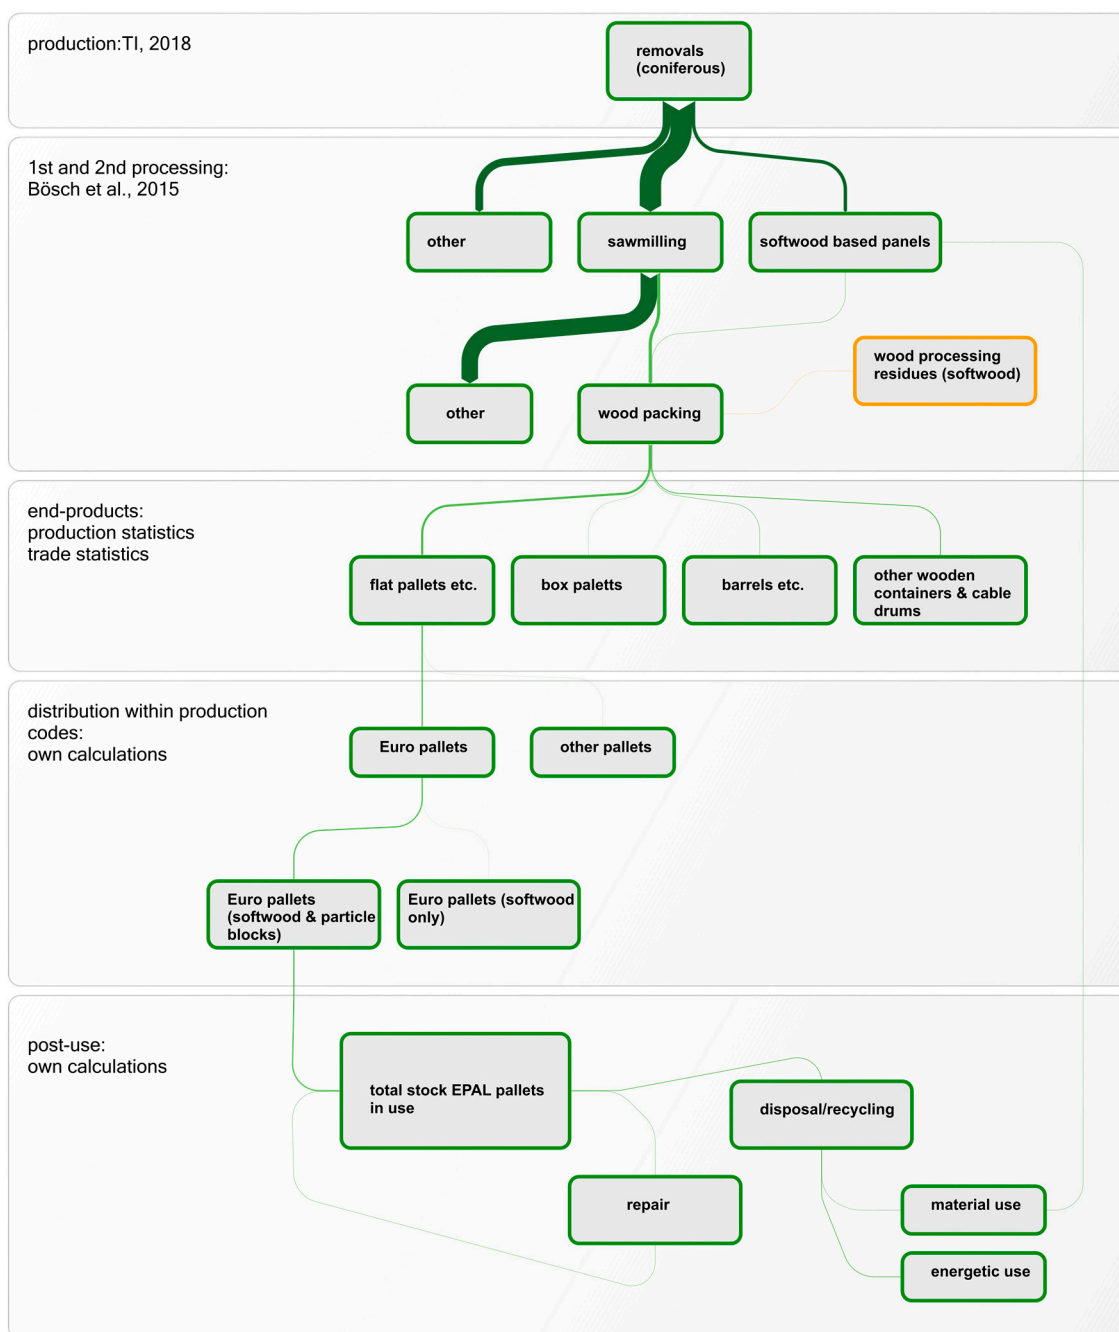 production:TI, 2018
removals
(coniferous)
1st and 2nd processing:
Bösch et al., 2015
other
sawmilling
softwood based panels
wood processing
residues (softwood)
other
wood packing
end-products:
production statistics
trade statistics
flat pallets etc.
box paletts
barrels etc.
other wooden
containers & cable
drums
distribution within production
codes:
own calculations
Euro pallets
other pallets
Euro pallets
(softwood & particle
blocks)
Euro pallets (softwood
only)
post-use:
own calculations
total stock EPAL pallets
in use
disposal/recycling
repair
material use
energetic use